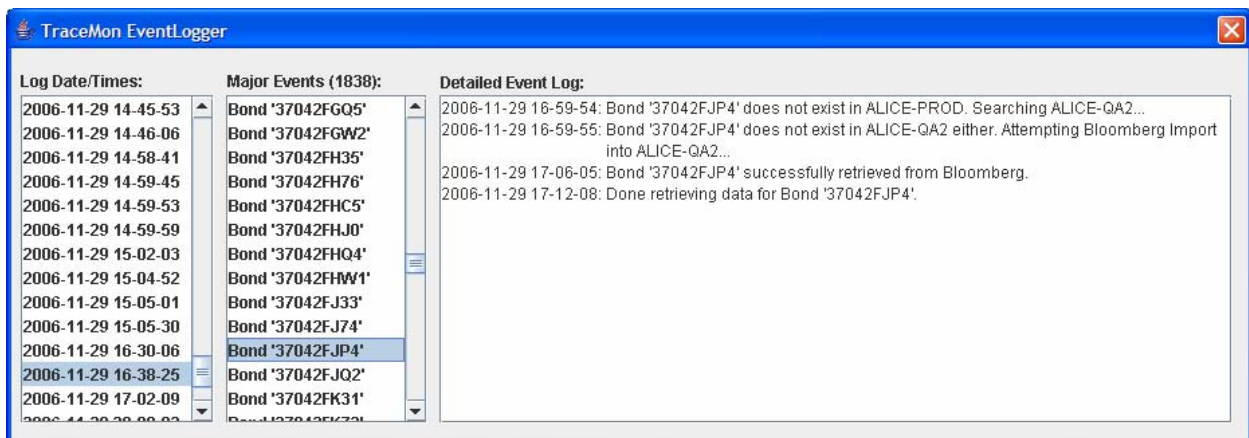 TraceMon EventLogger
Log Date/Times:
2006-11-29 14-45-53
2006-11-29 14-46-06
2006-11-29 14-58-41
2006-11-29 14-59-45
2006-11-29 14-59-53
2006-11-29 14-59-59
2006-11-29 15-02-03
2006-11-29 15-04-52
2006-11-29 15-05-01
2006-11-29 15-05-30
2006-11-29 16-30-06
2006-11-29 16-38-25
2006-11-29 17-02-09
Major Events (1838):
Bond '37042FGQ5'
Bond '37042FGW2'
Bond '37042FH35'
Bond '37042FH76'
Bond '37042FHC5'
Bond '37042FHJ0'
Bond '37042FHQ4'
Bond '37042FHW1'
Bond '37042FJ33'
Bond '37042FJ74'
Bond '37042FJP4'
Bond '37042FJQ2'
Bond '37042FK31'
Detailed Event Log:
2006-11-29 16-59-54: Bond '37042FJP4' does not exist in ALICE-PROD. Searching ALICE-QA2...
2006-11-29 16-59-55: Bond '37042FJP4' does not exist in ALICE-QA2 either. Attempting Bloomberg Import
into ALICE-QA2...
2006-11-29 17-06-05: Bond '37042FJP4' successfully retrieved from Bloomberg.
2006-11-29 17-12-08: Done retrieving data for Bond '37042FJP4'.